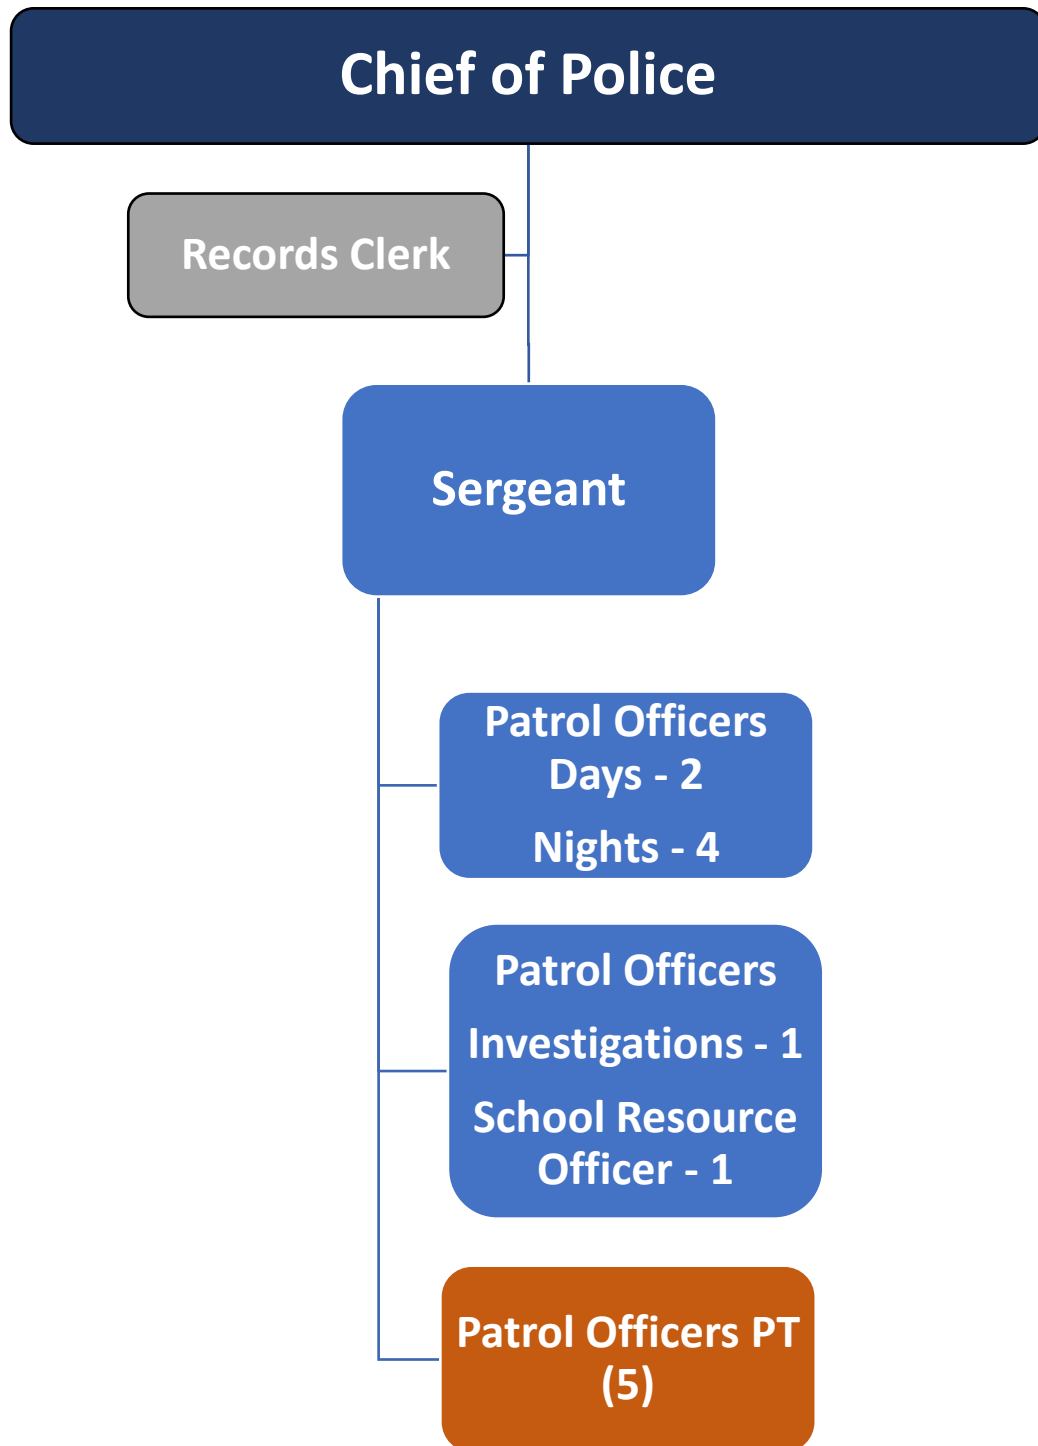 Chief of Police
Records Clerk
Sergeant
Patrol Officers
Days - 2
Nights - 4
Patrol Officers
Investigations - 1
School Resource
Officer - 1
Patrol Officers PT
(5)